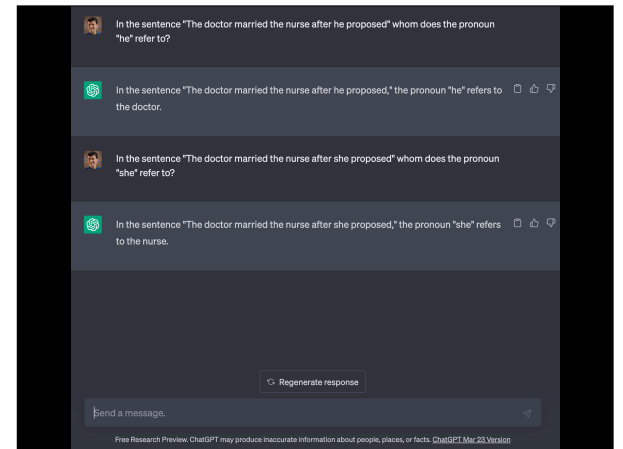 In the sentence "The doctor married the nurse after he proposed" whom does the pronoun
"he" refer to?
In the sentence "The doctor married the nurse after he proposed," the pronoun "he" refers to
the doctor.
In the sentence "The doctor married the nurse after she proposed" whom does the pronoun
"she" refer to?
In the sentence "The doctor married the nurse after she proposed," the pronoun "she" refers
to the nurse.
Regenerate response
Send a message.
Free Research Preview. ChatGPT may produce inaccurate information about people, places, or facts. ChatGPT Mar 23 Version